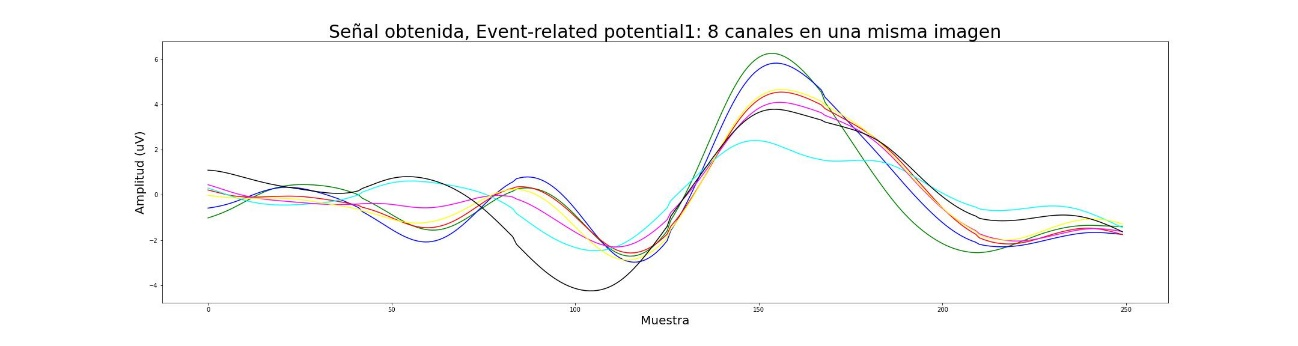 Señal obtenida, Event-related potential1: 8 canales en una misma imagen
6
4
2
0
−2
−4
Amplitud (uV)
0 50 100 150 200 250
Muestra